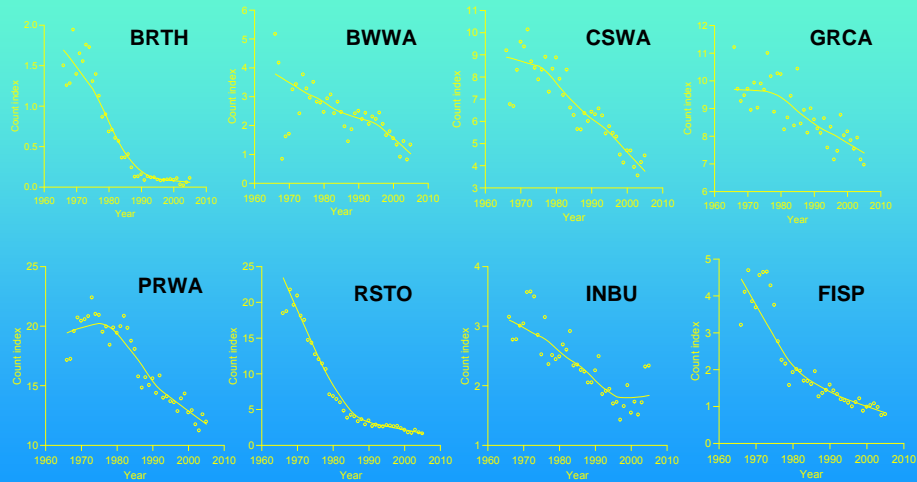 BRTH
Count index
2.0
1.5
1.0
0.5
0.0
1960 1970 1980 1990 2000 2010
Year
BWWA
Count index
6
5
4
3
2
1
0
1960 1970 1980 1990 2000 2010
Year
CSWA
Count index
11
10
9
8
7
6
5
4
3
1960 1970 1980 1990 2000 2010
Year
GRCA
Count index
12
11
10
9
8
7
6
1960 1970 1980 1990 2000 2010
Year
PRWA
Count index
25
20
15
10
1960 1970 1980 1990 2000 2010
Year
RSTO
Count index
25
20
15
10
5
0
1960 1970 1980 1990 2000 2010
Year
INBU
Count index
4
3
2
1
1960 1970 1980 1990 2000 2010
Year
FISP
Count index
5
4
3
2
1
0
1960 1970 1980 1990 2000 2010
Year